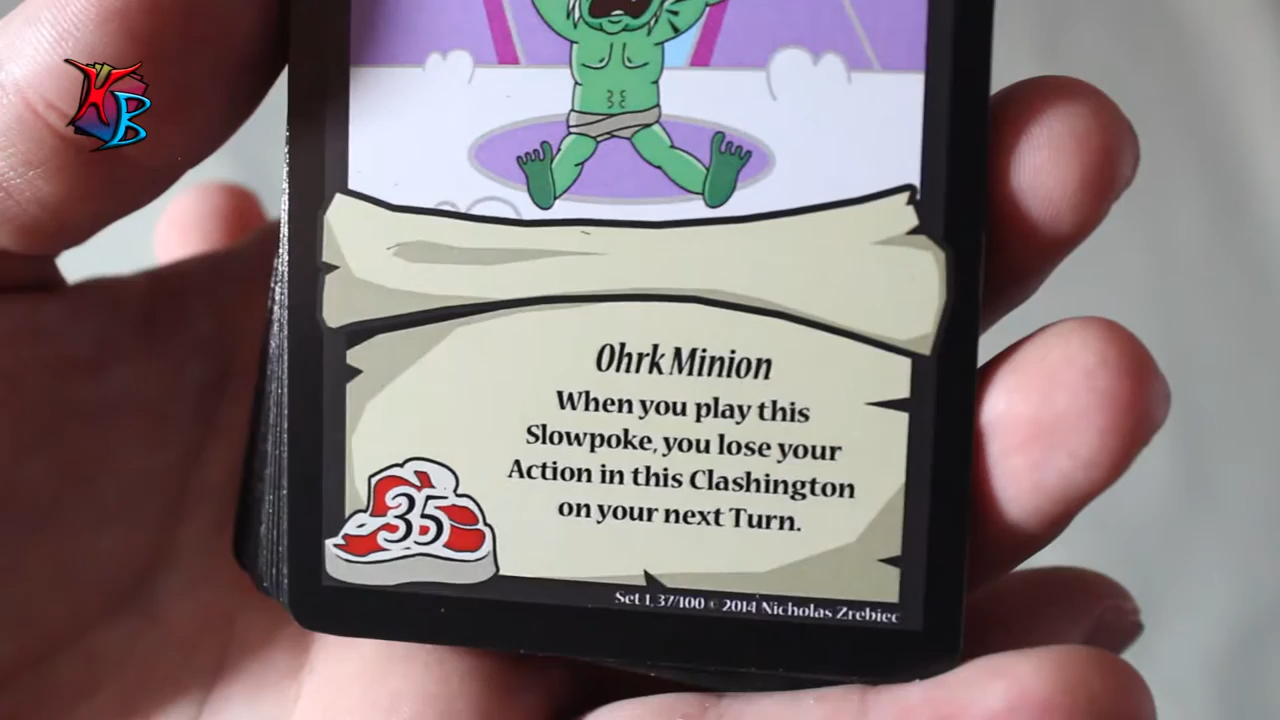 KB
Ohrk Minion
When you play this
Slowpoke, you lose your
Action in this Clashington
on your next Turn.
35
Set 1, 37/100 © 2014 Nicholas Zrebiec